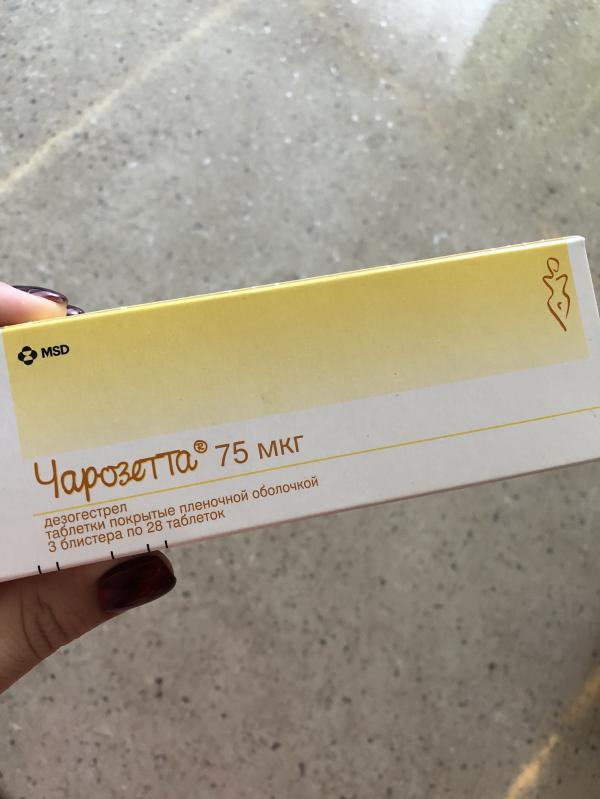 MSD
Чарозетта® 75 мкг
дезогестрел
таблетки покрытые пленочной оболочкой
3 блистера по 28 таблеток